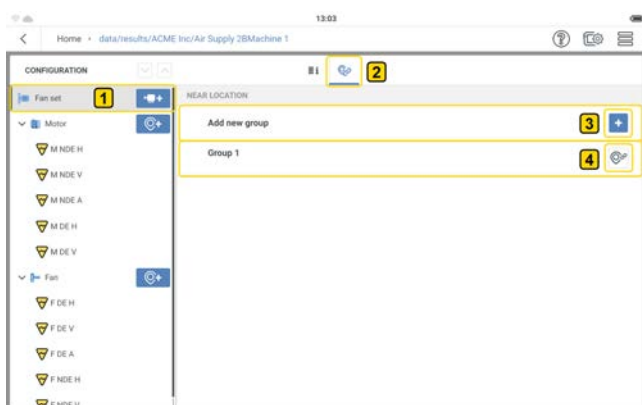 13:03
Home • data/results/ACME Inc/Air Supply 2BMachine 1
CONFIGURATION
2
Fan set
1
NEAR LOCATION
Motor
Add new group
3
M NDE H
Group 1
4
M NDE V
M NDE A
M DE H
M DE V
Fan
F DE H
F DE V
F DE A
F NDE H
F NDE V